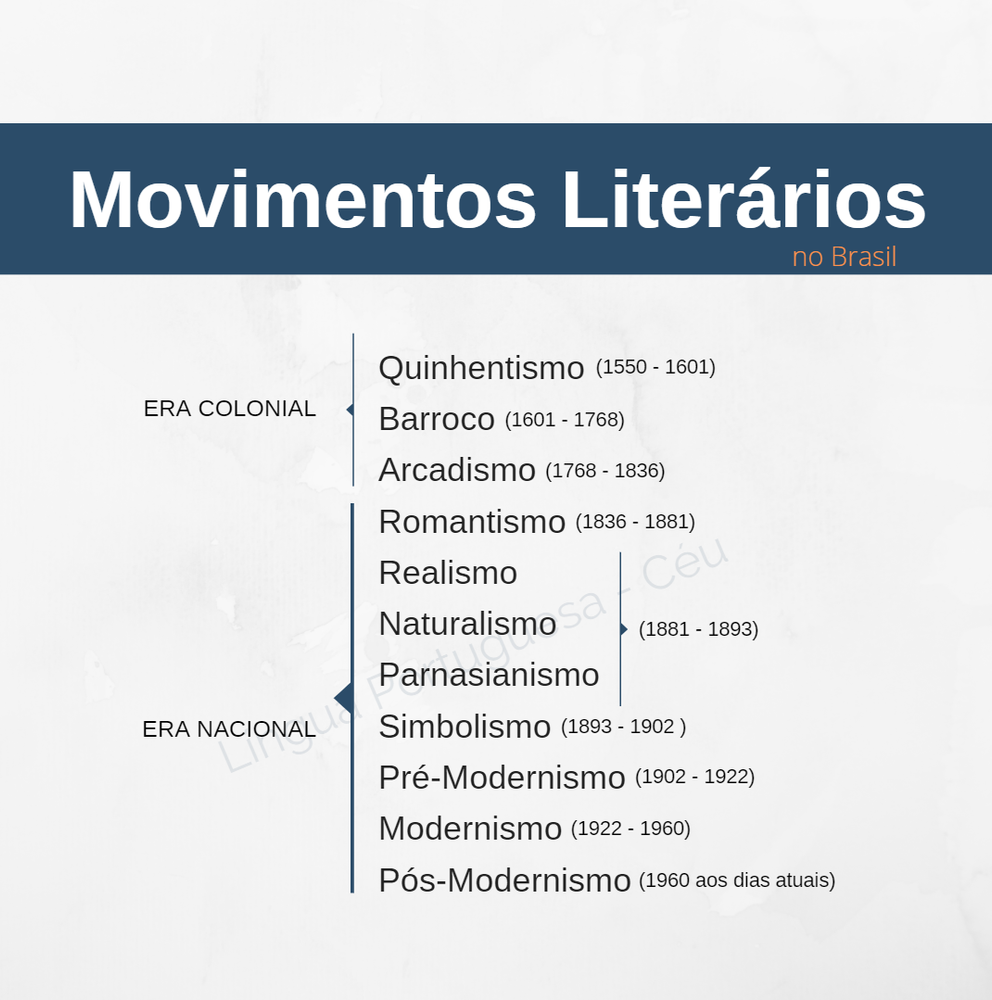 Movimentos Literários
no Brasil
Quinhentismo (1550 - 1601)
ERA COLONIAL
Barroco (1601 - 1768)
Arcadismo (1768 - 1836)
Romantismo (1836 - 1881)
Realismo
Naturalismo
(1881 - 1893)
Parnasianismo
Simbolismo (1893 - 1902 )
ERA NACIONAL
Pré-Modernismo (1902 - 1922)
Modernismo (1922 - 1960)
Pós-Modernismo (1960 aos dias atuais)
Língua Portuguesa - Céu